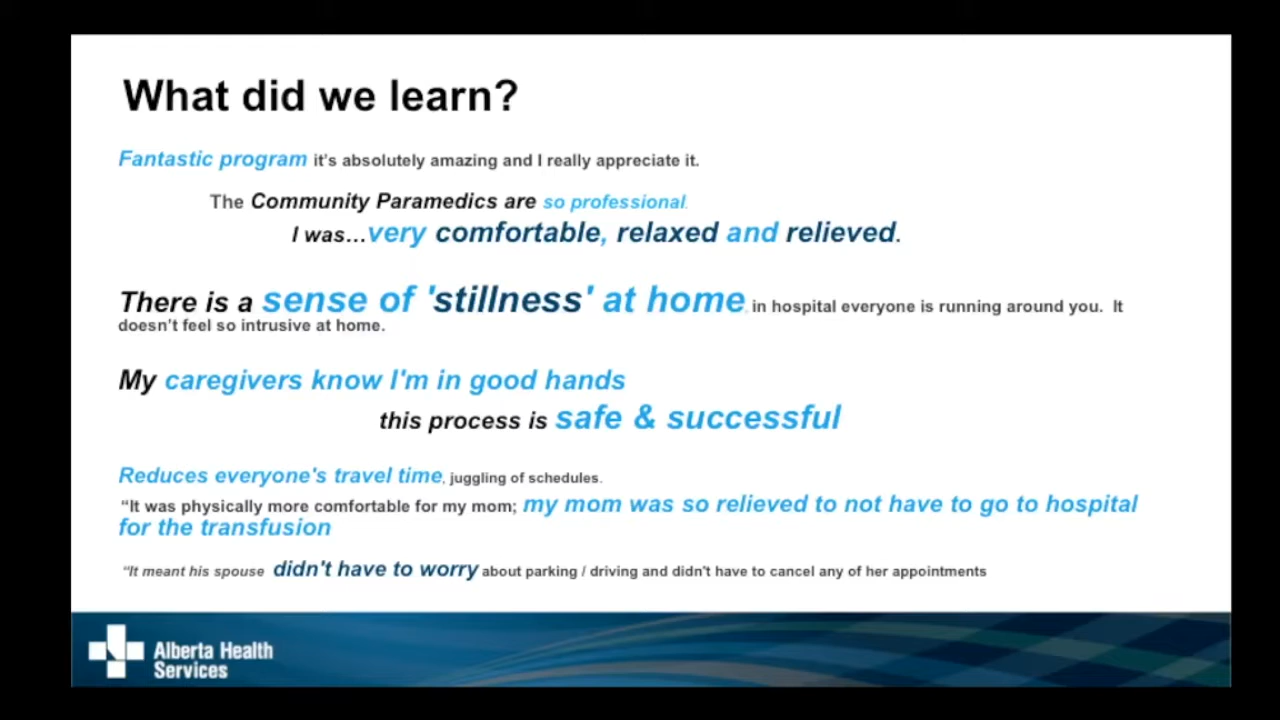 What did we learn?
Fantastic program it's absolutely amazing and I really appreciate it.
The Community Paramedics are so professional.
I was...very comfortable, relaxed and relieved.
There is a sense of 'stillness' at home, in hospital everyone is running around you. It
doesn't feel so intrusive at home.
My caregivers know I'm in good hands
this process is safe & successful
Reduces everyone's travel time, juggling of schedules.
“It was physically more comfortable for my mom; my mom was so relieved to not have to go to hospital
for the transfusion
“It meant his spouse didn't have to worry about parking / driving and didn't have to cancel any of her appointments
Alberta Health
Services